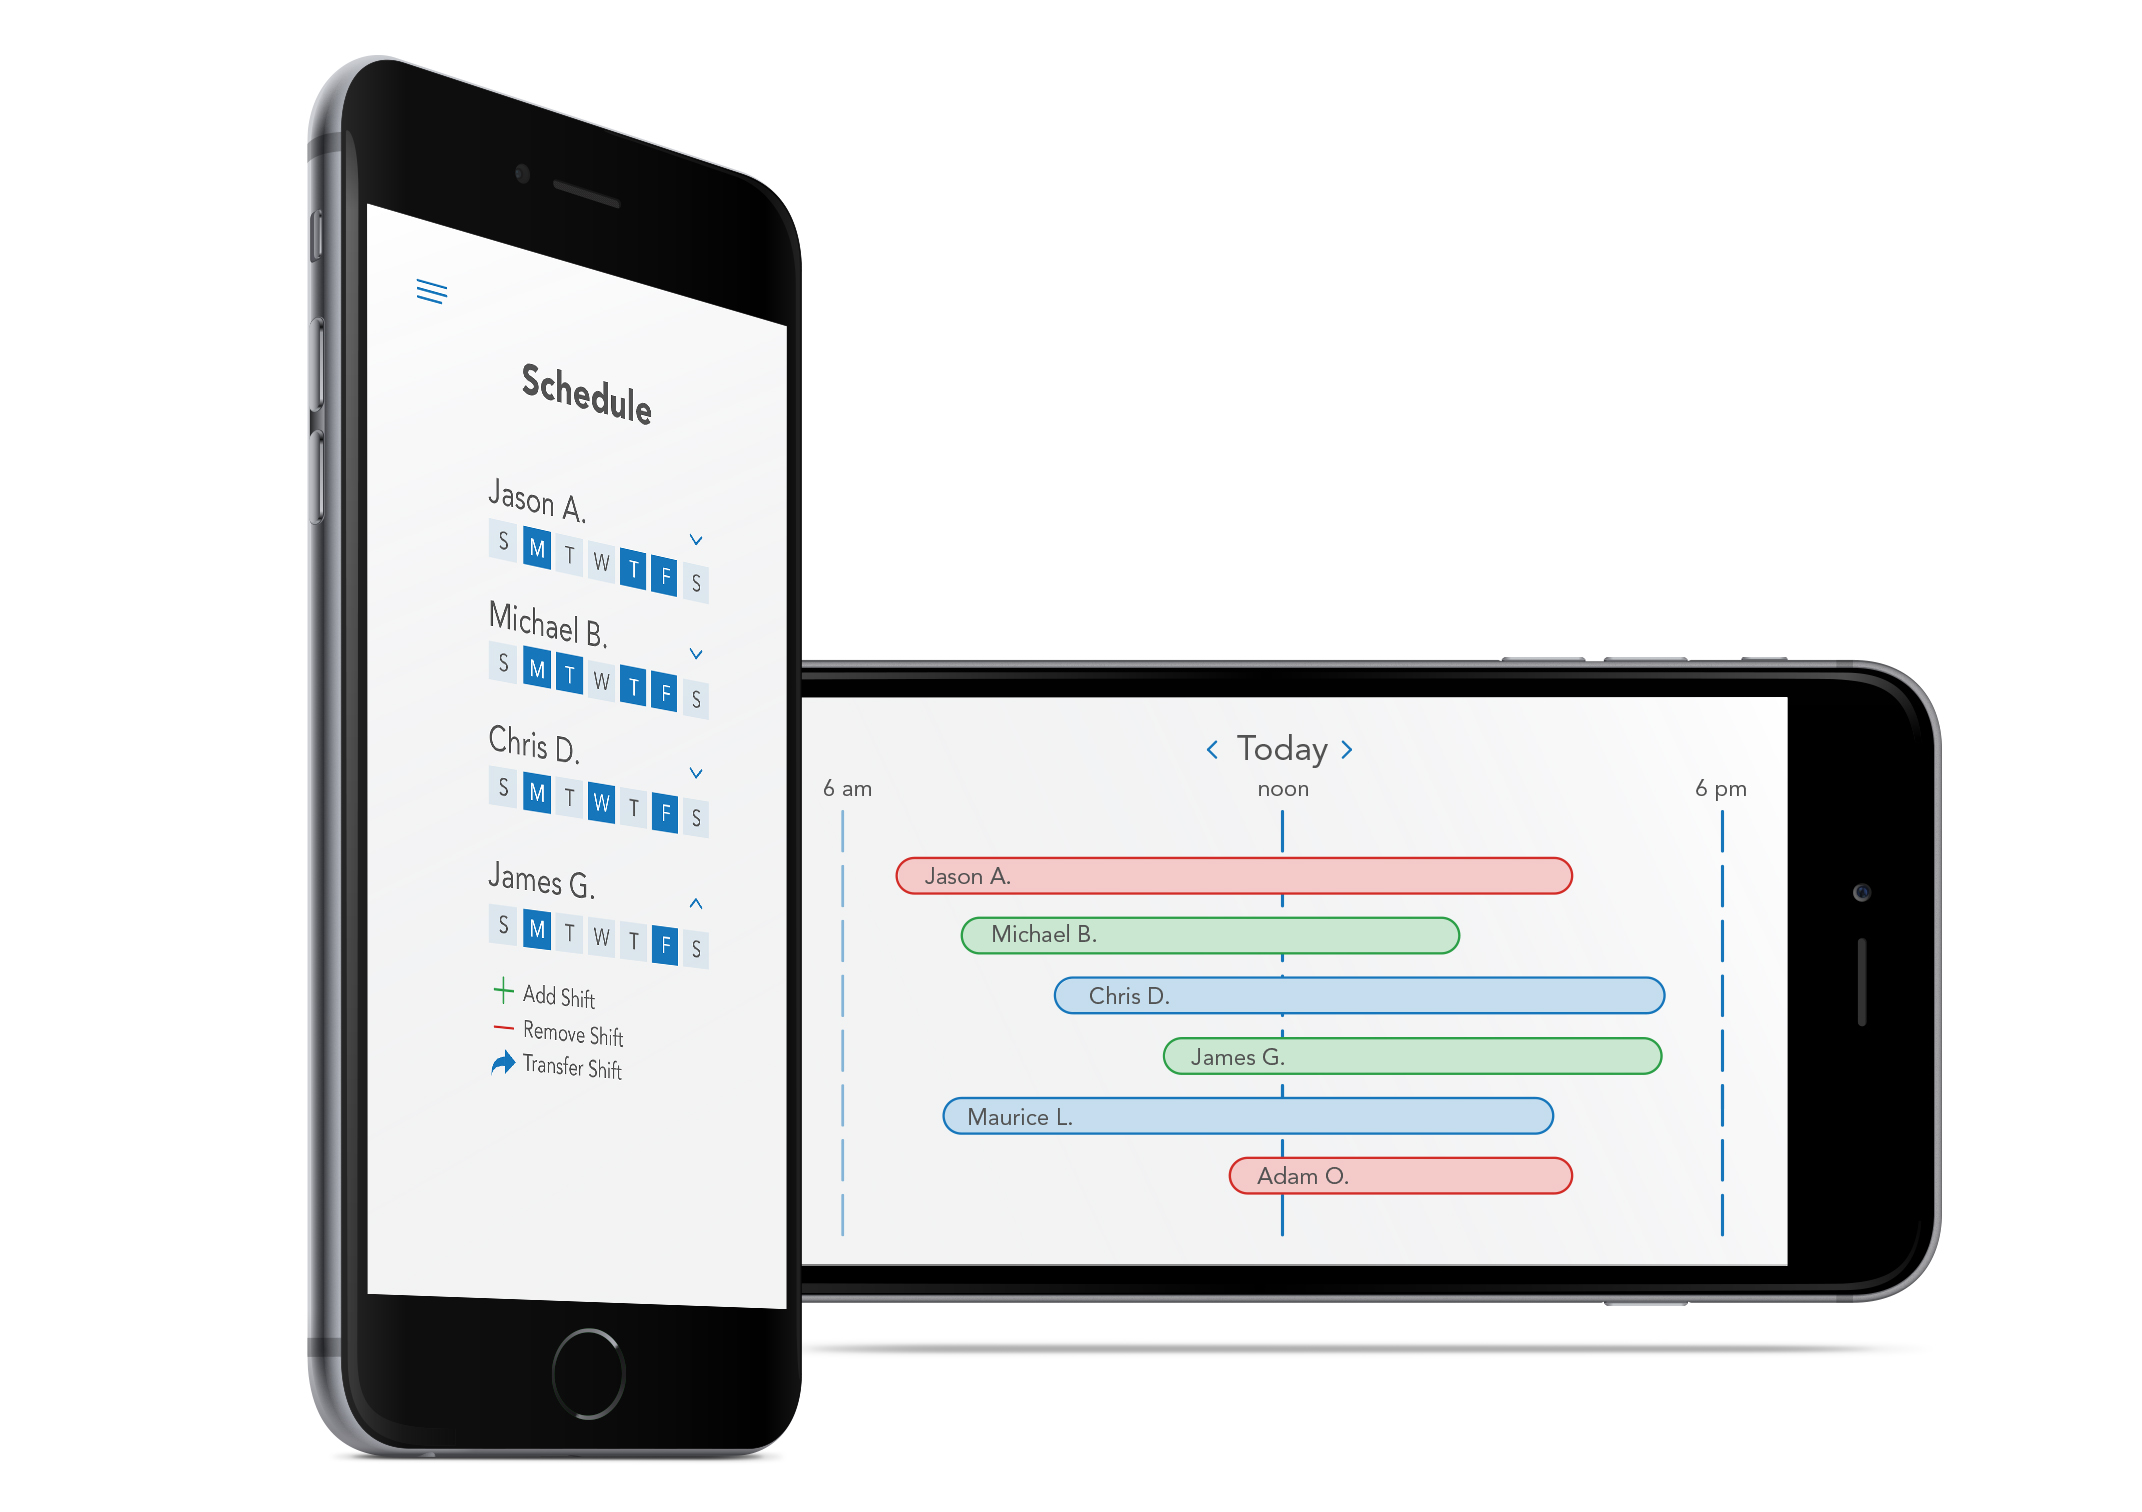 Schedule
Jason A.
S M T W T F S
Michael B.
S M T W T F S
Chris D.
S M T W T F S
James G.
S M T W T F S
Add Shift
Remove Shift
Transfer Shift
< Today >
6 am noon 6 pm
Jason A.
Michael B.
Chris D.
James G.
Maurice L.
Adam O.